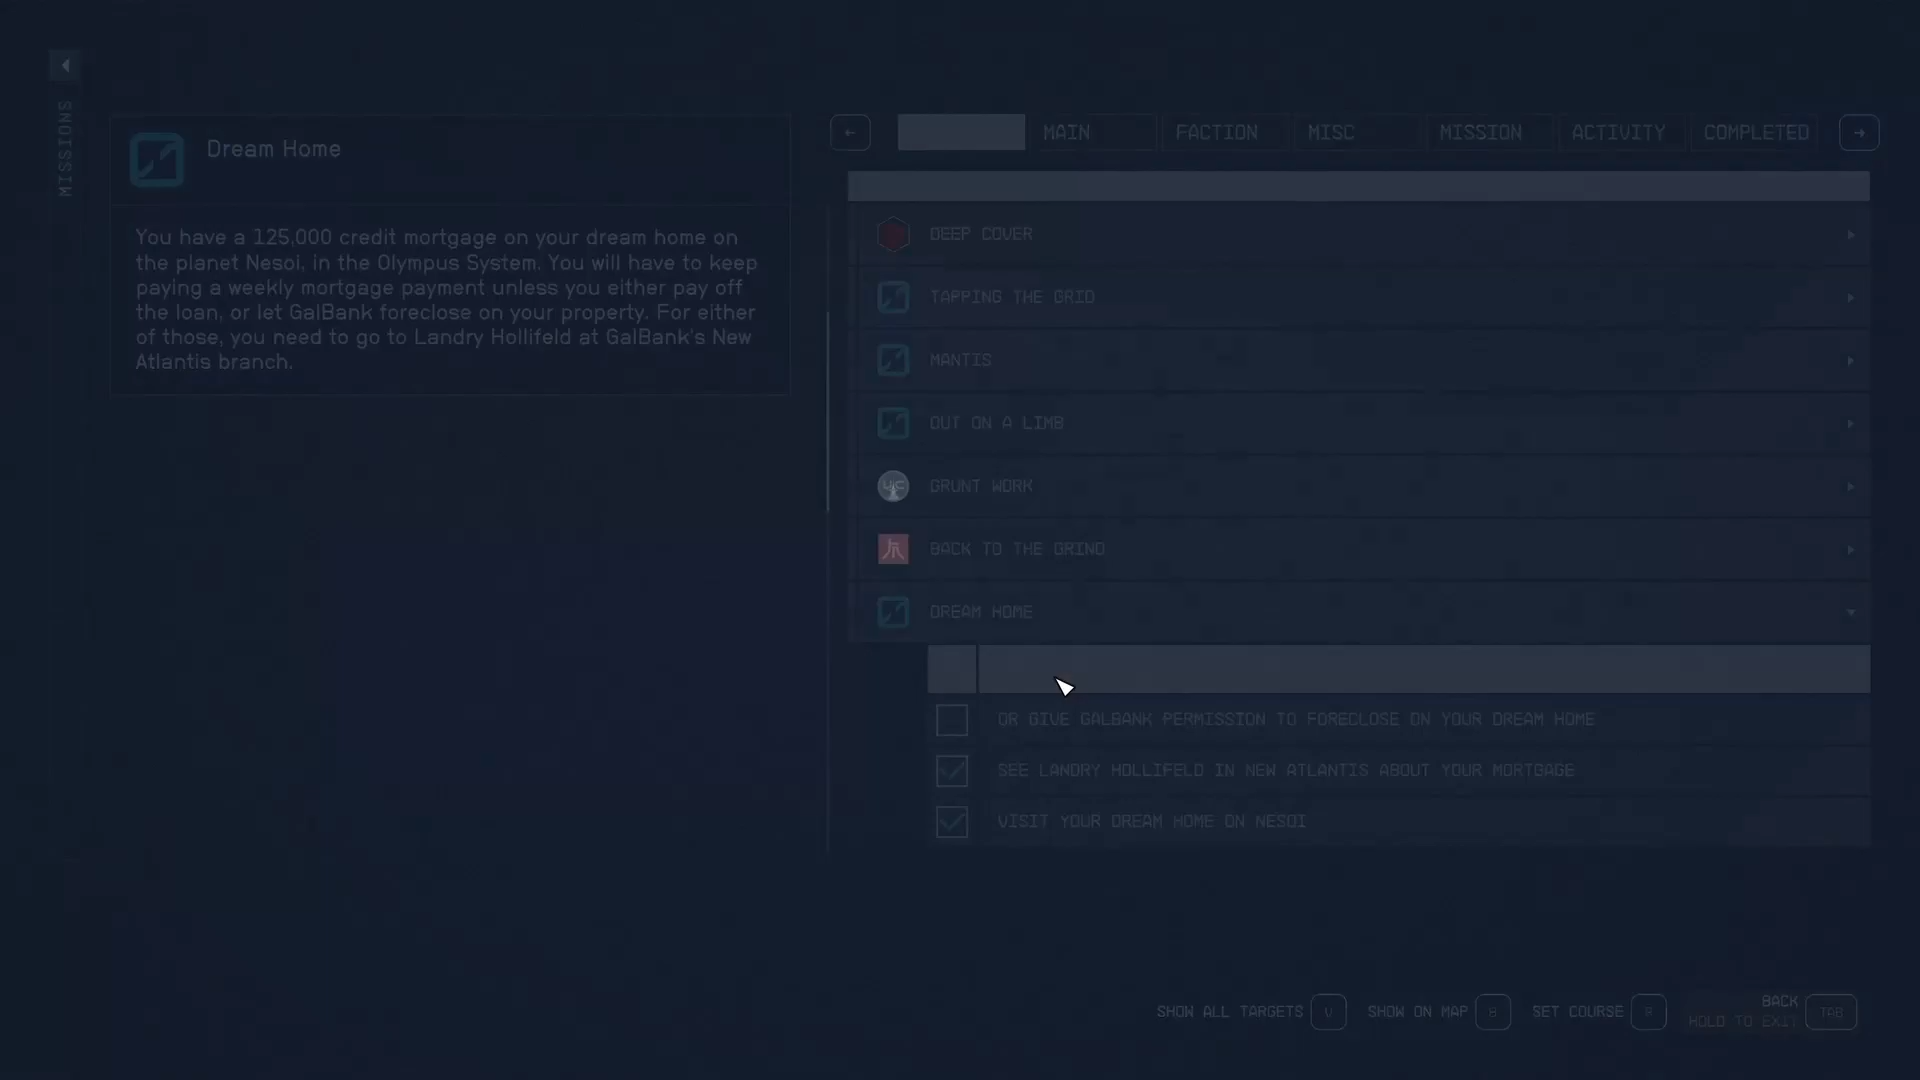 MISSIONS
Dream Home
You have a 125,000 credit mortgage on your dream home on
the planet Nesoi, in the Olympus System. You will have to keep
paying a weekly mortgage payment unless you either pay off
the loan, or let GalBank foreclose on your property. For either
of those, you need to go to Landry Hollifeld at GalBank's New
Atlantis branch.
MAIN
FACTION
MISC
MISSION
ACTIVITY
COMPLETED
DEEP COVER
TAPPING THE GRID
MANTIS
OUT ON A LIMB
UC
GRUNT WORK
BACK TO THE GRIND
DREAM HOME
OR GIVE GALBANK PERMISSION TO FORECLOSE ON YOUR DREAM HOME
SEE LANDRY HOLLIFELD IN NEW ATLANTIS ABOUT YOUR MORTGAGE
VISIT YOUR DREAM HOME ON NESOI
SHOW ALL TARGETS V
SHOW ON MAP
SET COURSE R
BACK
HOLD TO EXIT
TAB